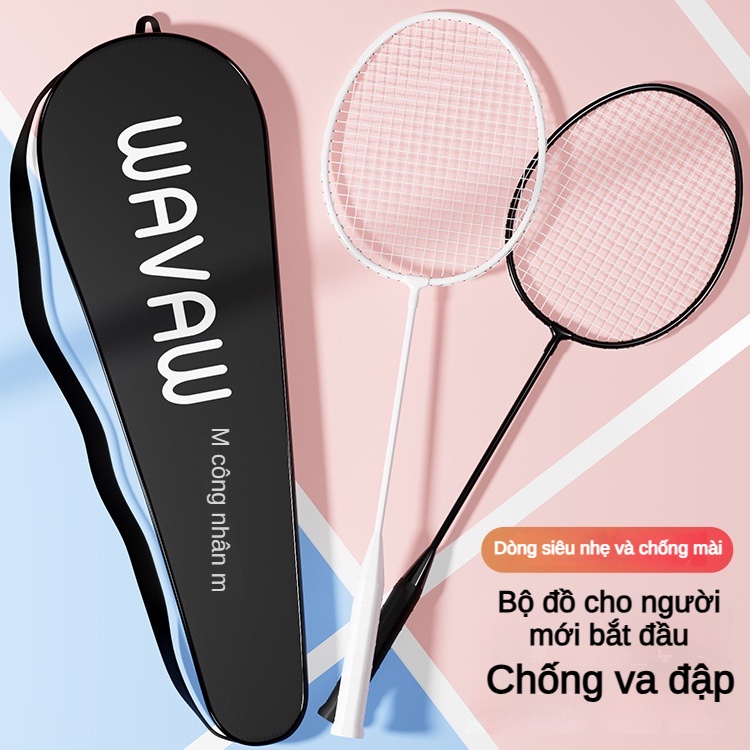 WAVAW
M công nhân m
Dòng siêu nhẹ và chống mài
Bộ đồ cho người
mới bắt đầu
Chống va đập